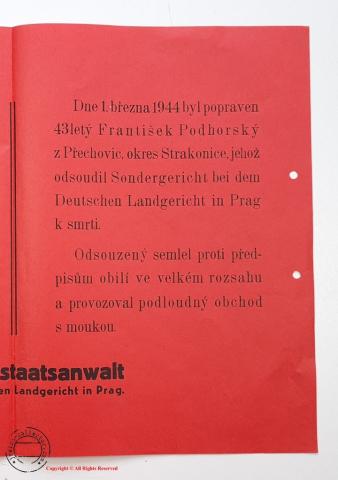 Dne 1. března 1944 byl popraven
43letý František Podhorský
z Přechovic, okres Strakonice, jehož
odsoudil Sondergericht bei dem
Deutschen Landgericht in Prag
k smrti.
Odsouzený semlel proti před-
pisům obilí ve velkém rozsahu
a provozoval podloudný obchod
s moukou.
staatsanwalt
en Landgericht in Prag.
Copyright © All Rights Reserved